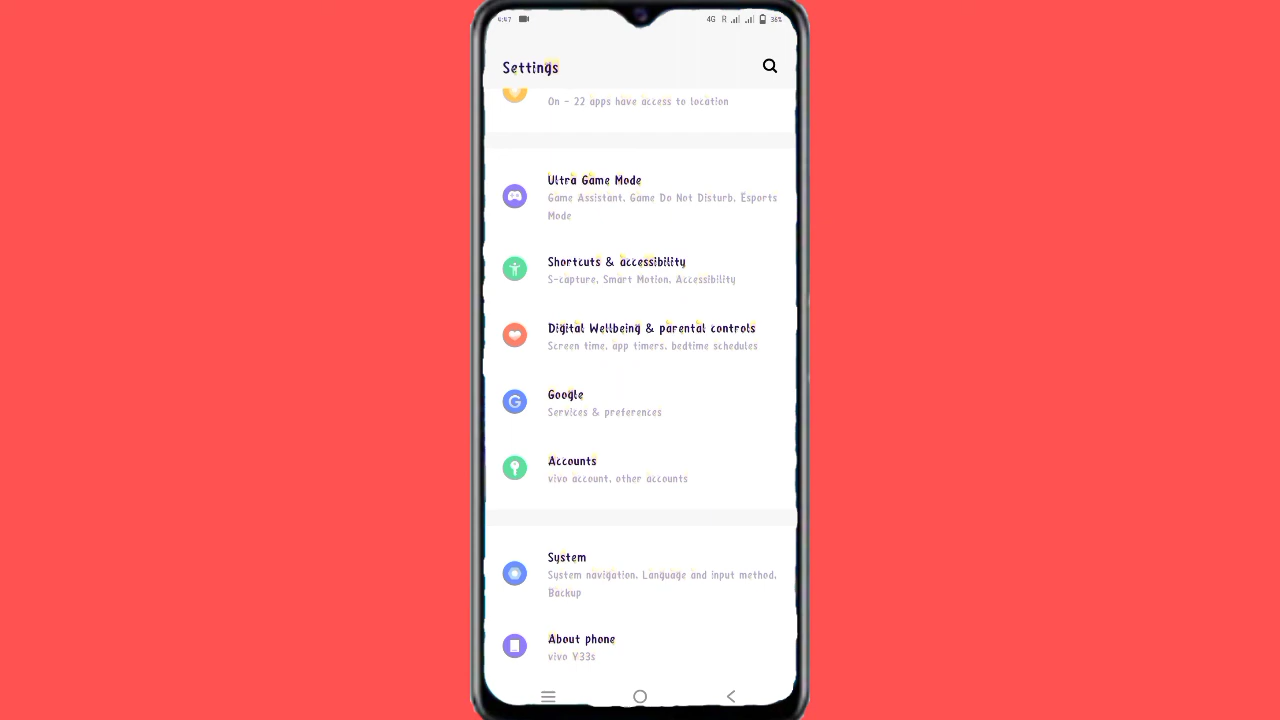 4G R 36%
Settings
On - 22 apps have access to location
Ultra Game Mode
Game Assistant, Game Do Not Disturb, Esports
Mode
Shortcuts & accessibility
S-capture, Smart Motion, Accessibility
Digital Wellbeing & parental controls
Screen time, app timers, bedtime schedules
Google
Services & preferences
Accounts
vivo account, other accounts
System
System navigation, Language and input method,
Backup
About phone
vivo Y33s